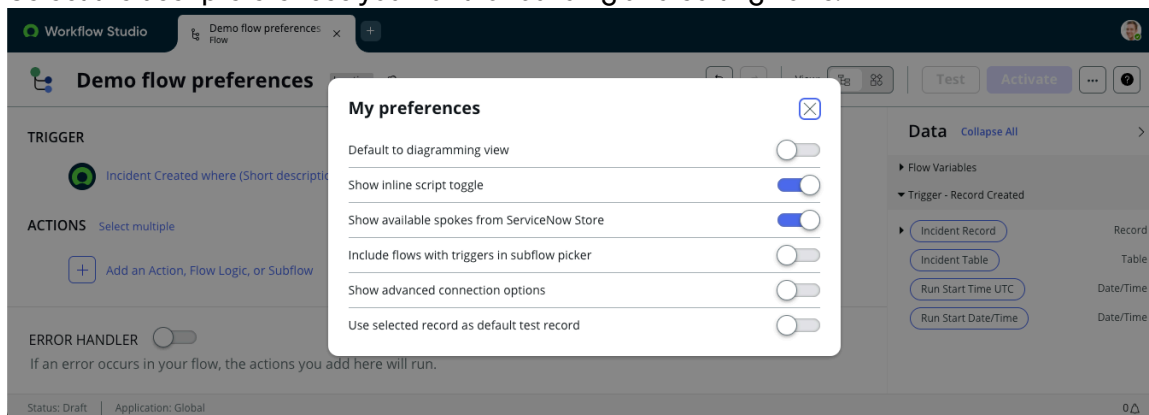 Workflow Studio
Demo flow preferences
Flow
Demo flow preferences
Test
Activate
My preferences
Default to diagramming view
Show inline script toggle
Show available spokes from ServiceNow Store
Include flows with triggers in subflow picker
Show advanced connection options
Use selected record as default test record
TRIGGER
Incident Created where (Short descriptio
ACTIONS Select multiple
Add an Action, Flow Logic, or Subflow
ERROR HANDLER
If an error occurs in your flow, the actions you add here will run.
Data Collapse All
Flow Variables
Trigger - Record Created
Incident Record Record
Incident Table Table
Run Start Time UTC Date/Time
Run Start Date/Time Date/Time
Status: Draft | Application: Global
0